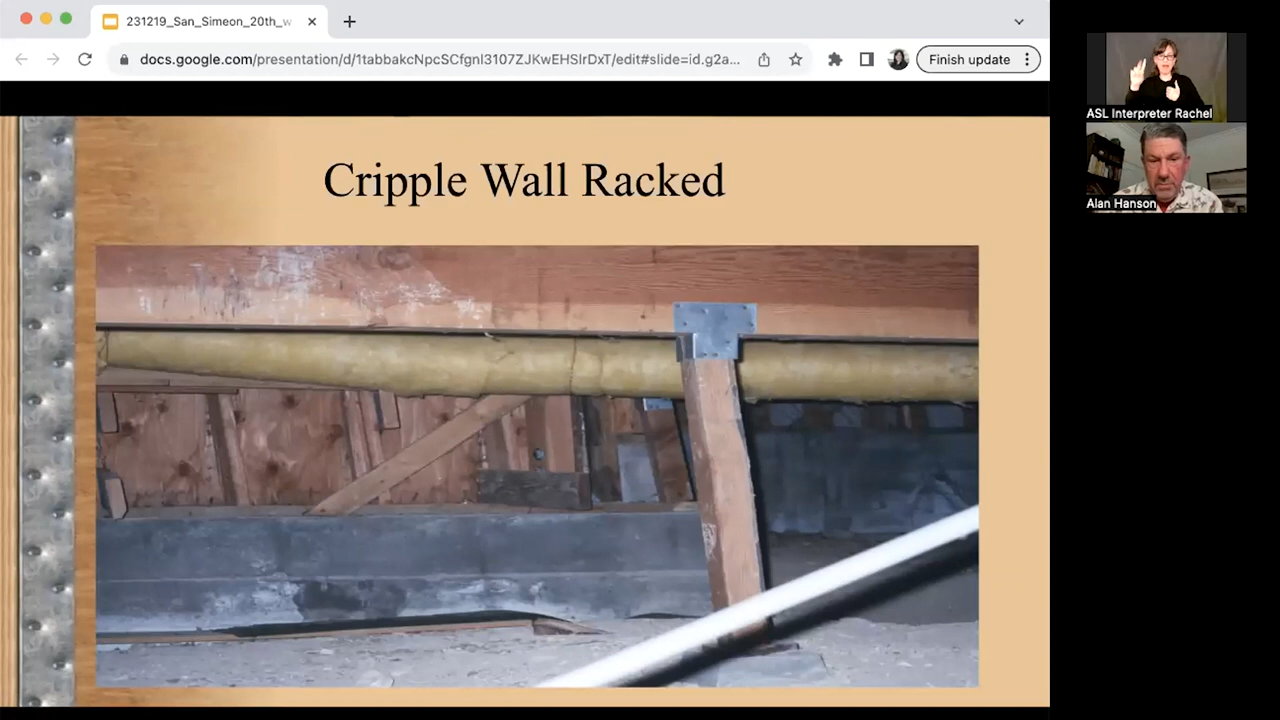 231219_San_Simeon_20th_w
docs.google.com/presentation/d/1tabbakcNpcSCfqnl3107ZJKwEHSlrDxT/edit#slide=id.g2a...
Finish update
ASL Interpreter Rachel
Cripple Wall Racked
Alan Hanson